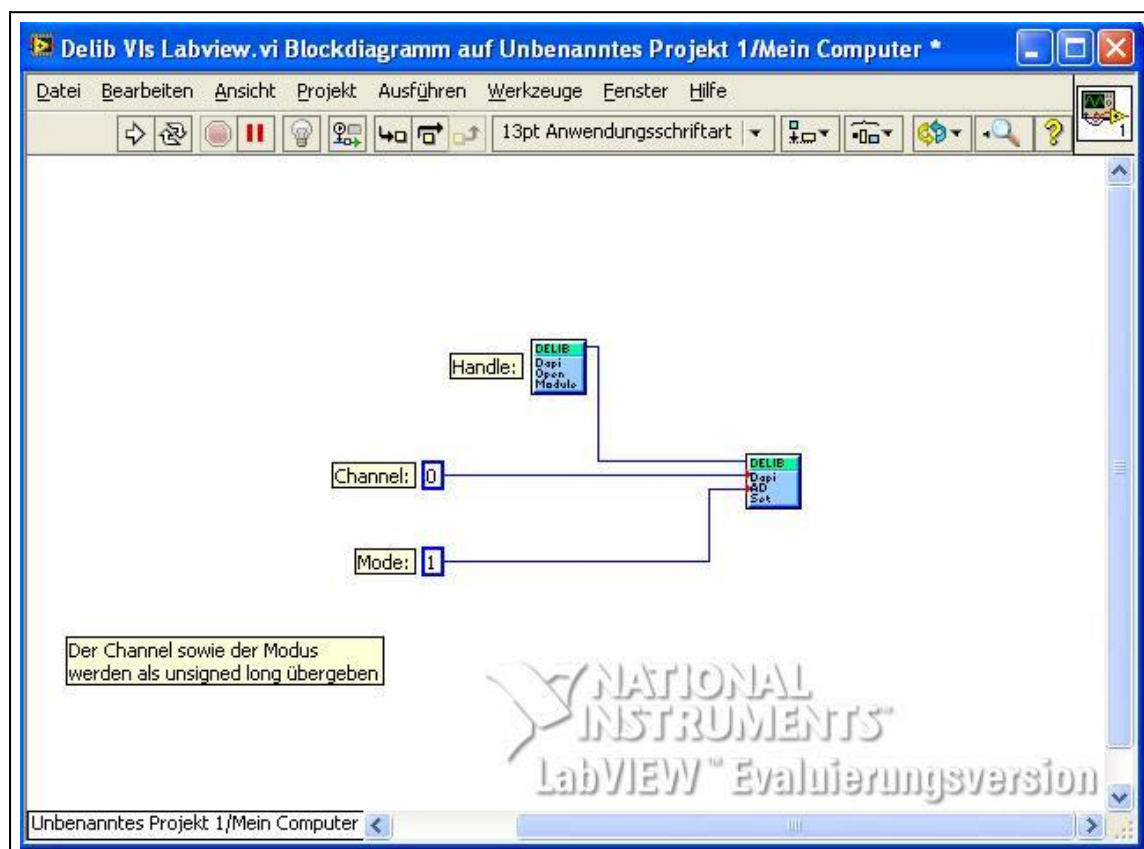 Delib VIs Labview.vi Blockdiagramm auf Unbenanntes Projekt 1/Mein Computer *
Datei Bearbeiten Ansicht Projekt Ausführen Werkzeuge Fenster Hilfe
13pt Anwendungsschriftart
1
Handle:
DELIB
Dapi
Open
Module
Channel: 0
DELIB
Dapi
AD
Set
Mode: 1
Der Channel sowie der Modus
werden als unsigned long übergeben
NATIONAL
INSTRUMENTS™
LabVIEW™ Evaluierungsversion
Unbenanntes Projekt 1/Mein Computer